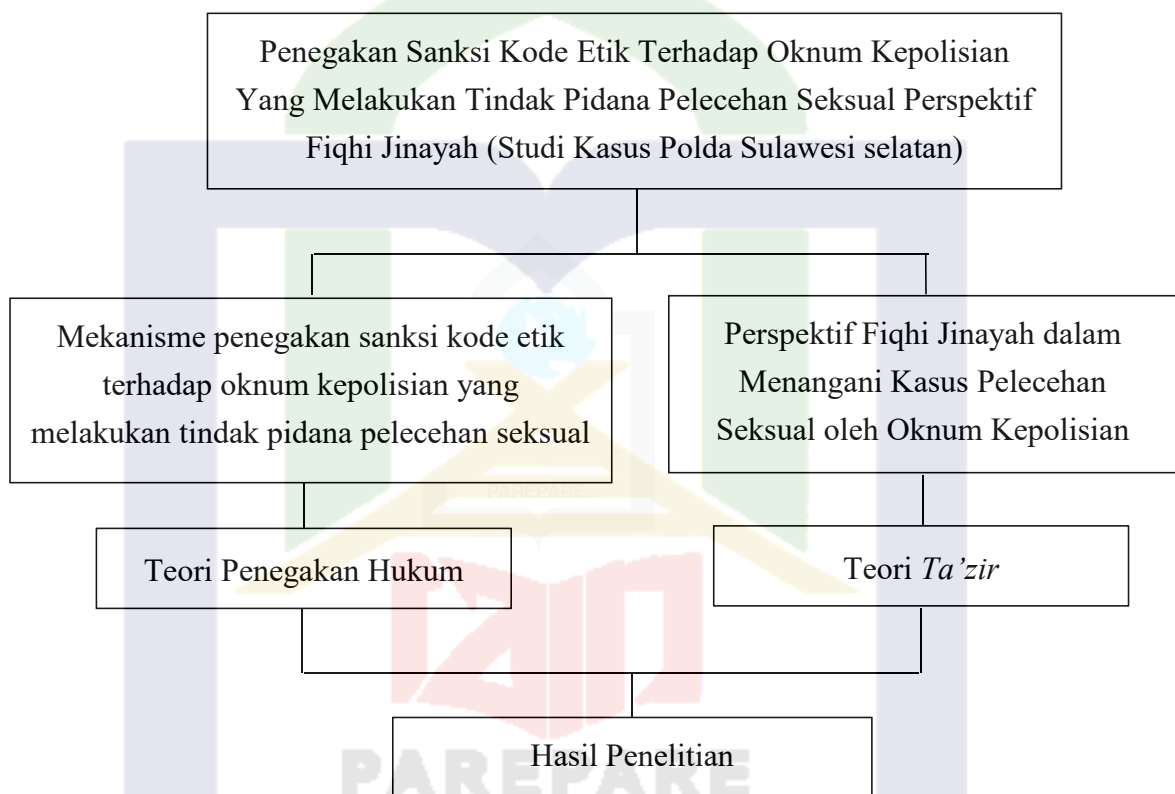 Penegakan Sanksi Kode Etik Terhadap Oknum Kepolisian
Yang Melakukan Tindak Pidana Pelecehan Seksual Perspektif
Fiqhi Jinayah (Studi Kasus Polda Sulawesi selatan)
Mekanisme penegakan sanksi kode etik
terhadap oknum kepolisian yang
melakukan tindak pidana pelecehan seksual
Perspektif Fiqhi Jinayah dalam
Menangani Kasus Pelecehan
Seksual oleh Oknum Kepolisian
PAREPARE
Teori Penegakan Hukum
Teori Ta’zir
Hasil Penelitian
PAREPARE